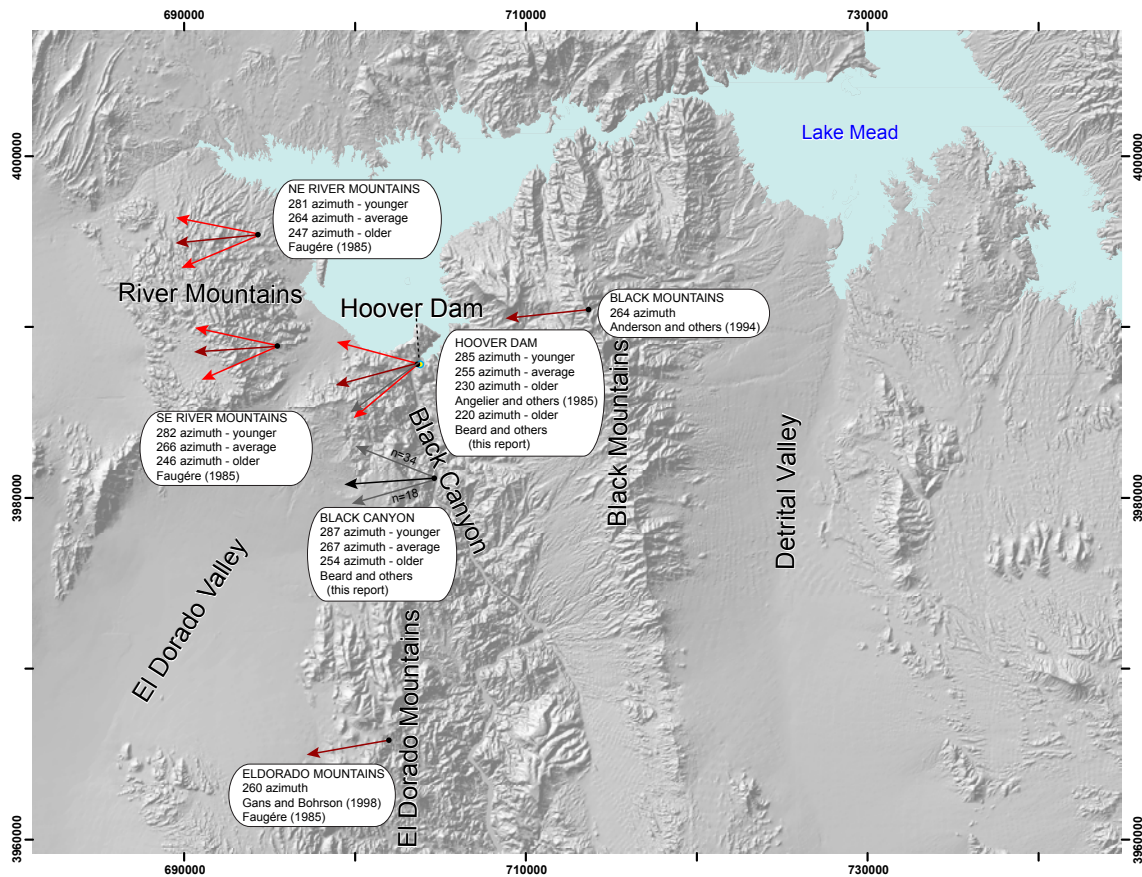 690000
710000
730000
4000000
4000000
Lake Mead
NE RIVER MOUNTAINS
281 azimuth - younger
264 azimuth - average
247 azimuth - older
Faugére (1985)
River Mountains
Hoover Dam
BLACK MOUNTAINS
264 azimuth
Anderson and others (1994)
HOOVER DAM
285 azimuth - younger
255 azimuth - average
230 azimuth - older
Angelier and others (1985)
220 azimuth - older
Beard and others
(this report)
SE RIVER MOUNTAINS
282 azimuth - younger
266 azimuth - average
246 azimuth - older
Faugére (1985)
Black Canyon
Black Mountains
Detrital Valley
n=34
n=18
3980000
3980000
BLACK CANYON
287 azimuth - younger
267 azimuth - average
254 azimuth - older
Beard and others
(this report)
El Dorado Valley
El Dorado Mountains
ELDORADO MOUNTAINS
260 azimuth
Gans and Bohrson (1998)
Faugére (1985)
3960000
3960000
690000
710000
730000